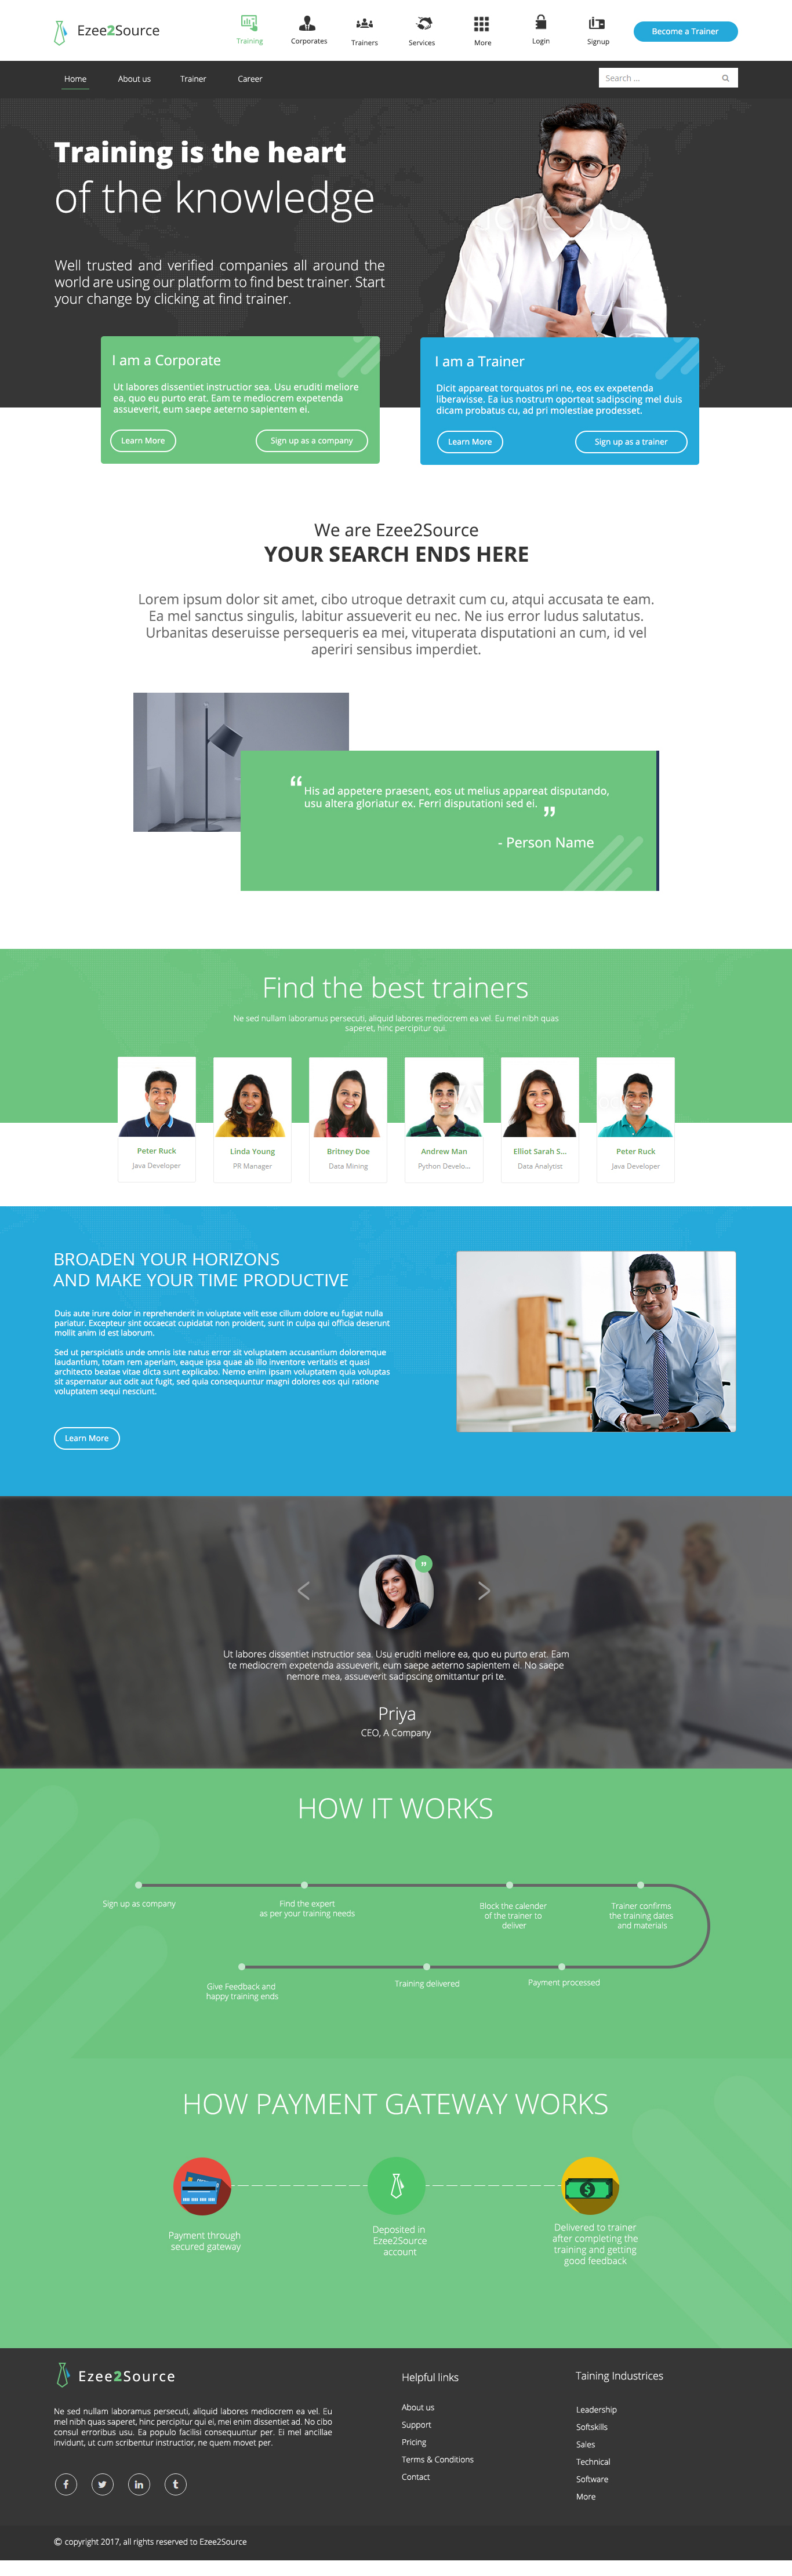 Ezee2Source
Training
Corporates
Trainers
Services
More
Login
Signup
Become a Trainer
Home
About us
Trainer
Career
Search ...
Training is the heart
of the knowledge
Well trusted and verified companies all around the
world are using our platform to find best trainer. Start
your change by clicking at find trainer.
I am a Corporate
Ut labores dissentiet instructior sea. Usu eruditi meliore
ea, quo eu purto erat. Eam te mediocrem expetenda
assueverit, eum saepe aeterno sapientem ei.
Learn More
Sign up as a company
I am a Trainer
Dicit appareat torquatos pri ne, eos ex expetenda
liberavisse. Ea ius nostrum oporteat sadipscing mel duis
dicam probatus cu, ad pri molestiae prodesset.
Learn More
Sign up as a trainer
We are Ezee2Source
YOUR SEARCH ENDS HERE
Lorem ipsum dolor sit amet, cibo utroque detraxit cum cu, atqui accusata te eam.
Ea mel sanctus singulis, labitur assueverit eu nec. Ne ius error ludus salutatus.
Urbanitas deseruisse persequeris ea mei, vituperata disputationi an cum, id vel
aperiri sensibus imperdiet.
“ His ad appetere praesent, eos ut melius appareat disputando,
usu altera gloriatur ex. Ferri disputationi sed ei. ”
- Person Name
Find the best trainers
Ne sed nullam laboramus persecuti, aliquid labores mediocrem ea vel. Eu mel nibh quas
saperet, hinc percipitur qui.
Peter Ruck
Java Developer
Linda Young
PR Manager
Britney Doe
Data Mining
Andrew Man
Python Develo...
Elliot Sarah S...
Data Analytist
Peter Ruck
Java Developer
BROADEN YOUR HORIZONS
AND MAKE YOUR TIME PRODUCTIVE
Duis aute irure dolor in reprehenderit in voluptate velit esse cillum dolore eu fugiat nulla
pariatur. Excepteur sint occaecat cupidatat non proident, sunt in culpa qui officia deserunt
mollit anim id est laborum.
Sed ut perspiciatis unde omnis iste natus error sit voluptatem accusantium doloremque
laudantium, totam rem aperiam, eaque ipsa quae ab illo inventore veritatis et quasi
architecto beatae vitae dicta sunt explicabo. Nemo enim ipsam voluptatem quia voluptas
sit aspernatur aut odit aut fugit, sed quia consequuntur magni dolores eos qui ratione
voluptatem sequi nesciunt.
Learn More
Ut labores dissentiet instructior sea. Usu eruditi meliore ea, quo eu purto erat. Eam
te mediocrem expetenda assueverit, eum saepe aeterno sapientem ei. No saepe
nemore mea, assueverit sadipscing omittantur pri te.
Priya
CEO, A Company
HOW IT WORKS
Sign up as company
Find the expert
as per your training needs
Block the calender
of the trainer to
deliver
Trainer confirms
the training dates
and materials
Give Feedback and
happy training ends
Training delivered
Payment processed
HOW PAYMENT GATEWAY WORKS
Payment through
secured gateway
Deposited in
Ezee2Source
account
Delivered to trainer
after completing the
training and getting
good feedback
Ezee2Source
Ne sed nullam laboramus persecuti, aliquid labores mediocrem ea vel. Eu
mel nibh quas saperet, hinc percipitur qui ei, mei enim dissentiet ad. No cibo
consul erroribus usu. Ea populo facilisi consequuntur per. Ei mel ancillae
invidunt, ut cum scribentur instructior, ne quem movet per.
Helpful links
About us
Support
Pricing
Terms & Conditions
Contact
Taining Industrices
Leadership
Softskills
Sales
Technical
Software
More
© copyright 2017, all rights reserved to Ezee2Source